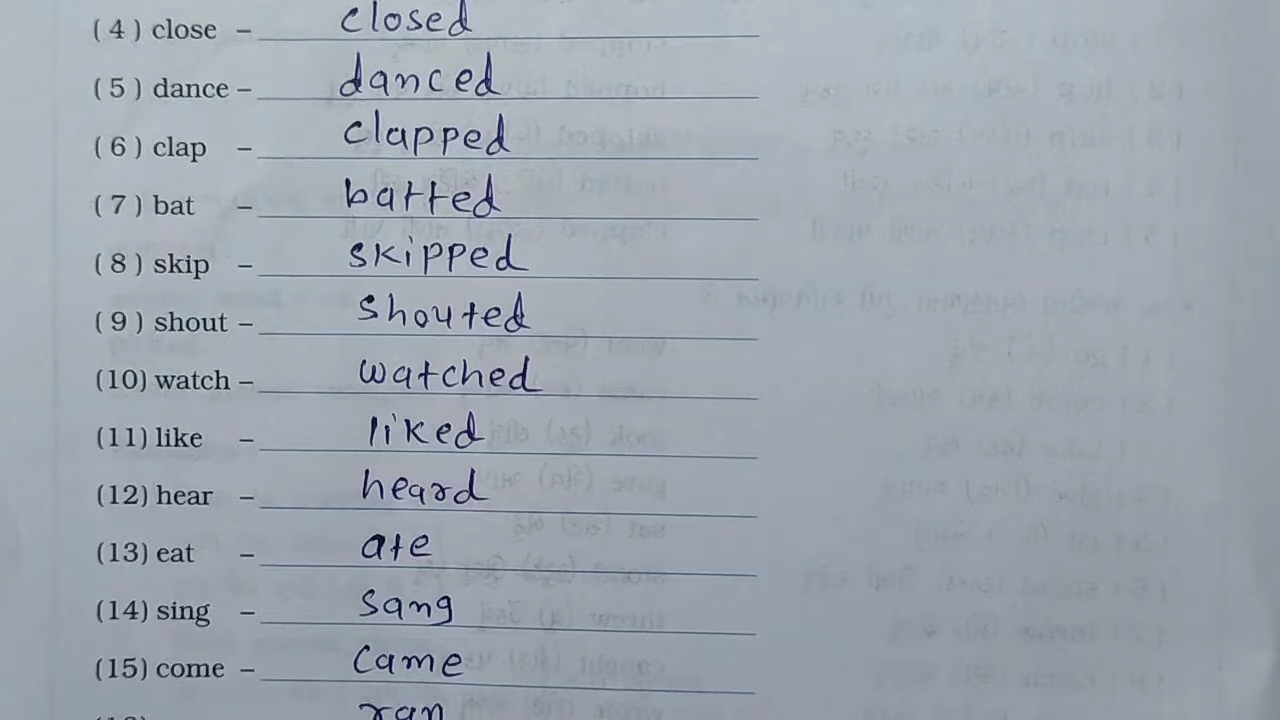 (4) close – closed
(5) dance – danced
(6) clap – clapped
(7) bat – batted
(8) skip – skipped
(9) shout – shouted
(10) watch – watched
(11) like – liked
(12) hear – heard
(13) eat – ate
(14) sing – sang
(15) come – came
ran